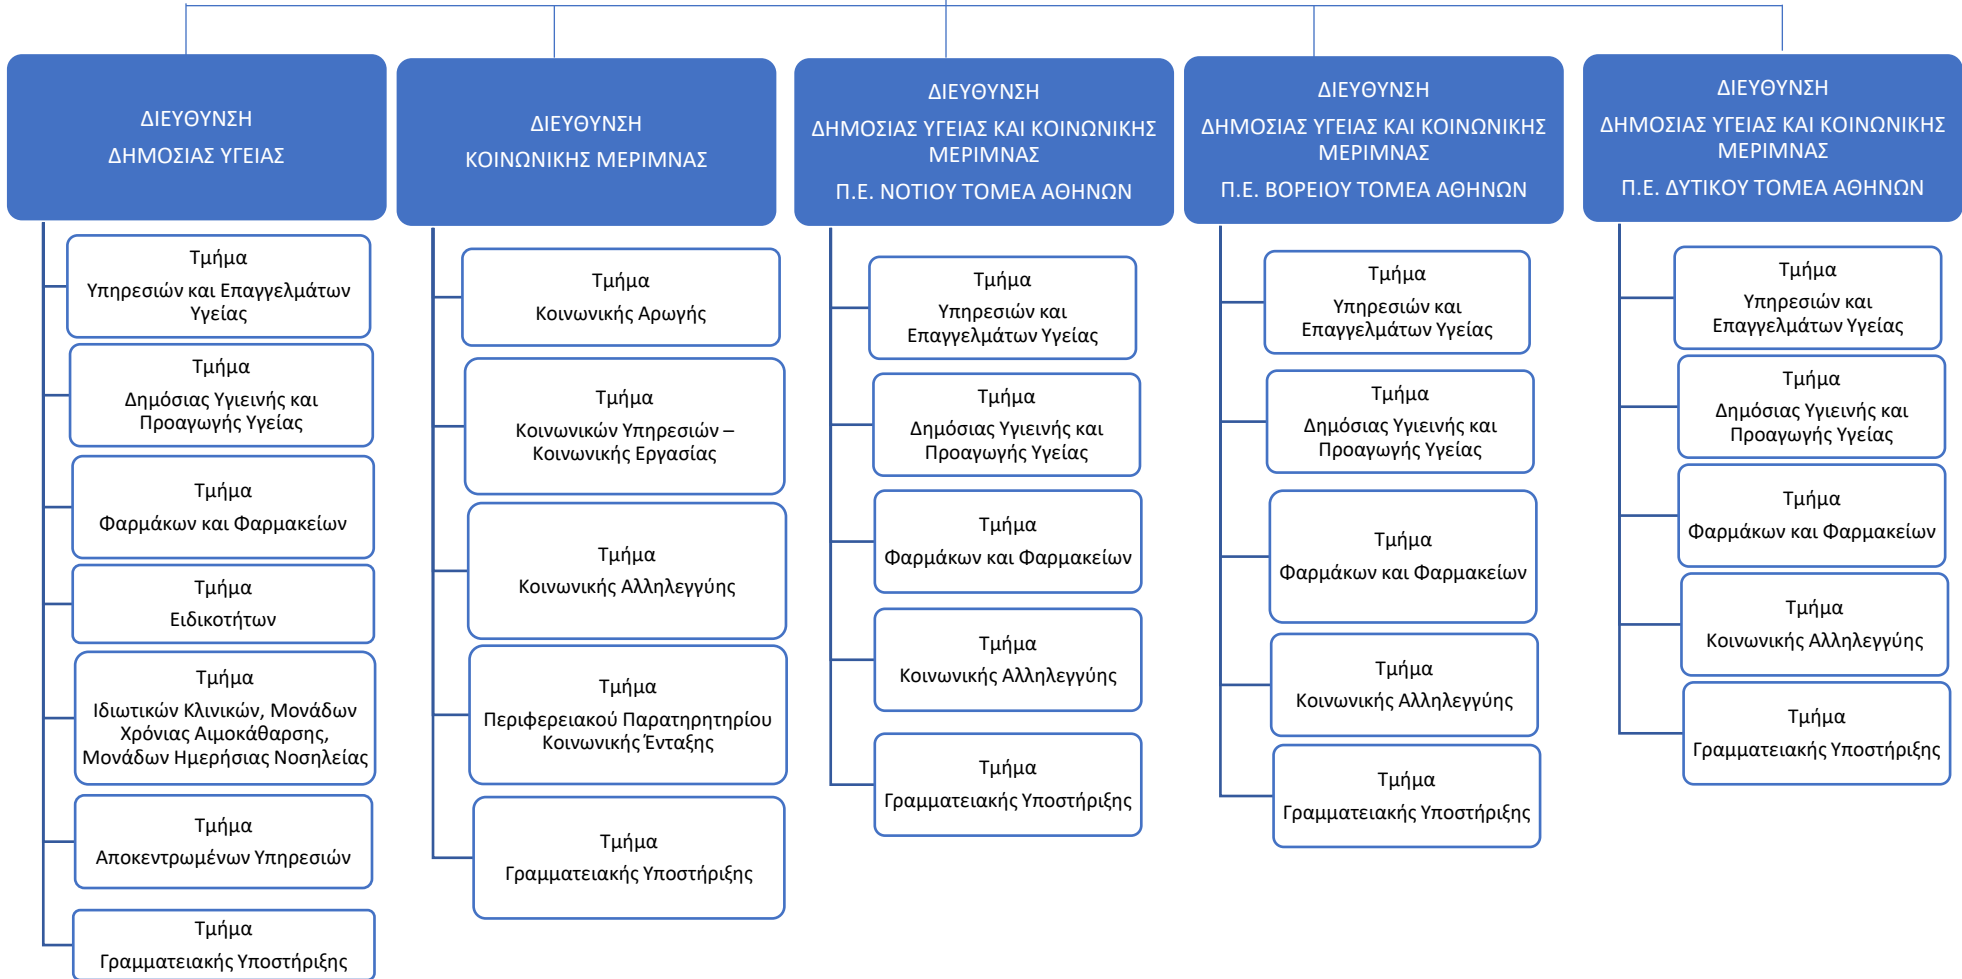 ΔΙΕΥΘΥΝΣΗ
ΔΗΜΟΣΙΑΣ ΥΓΕΙΑΣ
Τμήμα
Υπηρεσιών και Επαγγελμάτων
Υγείας
Τμήμα
Δημόσιας Υγιεινής και
Προαγωγής Υγείας
Τμήμα
Φαρμάκων και Φαρμακείων
Τμήμα
Ειδικοτήτων
Τμήμα
Ιδιωτικών Κλινικών, Μονάδων
Χρόνιας Αιμοκάθαρσης,
Μονάδων Ημερήσιας Νοσηλείας
Τμήμα
Αποκεντρωμένων Υπηρεσιών
Τμήμα
Γραμματειακής Υποστήριξης
ΔΙΕΥΘΥΝΣΗ
ΚΟΙΝΩΝΙΚΗΣ ΜΕΡΙΜΝΑΣ
Τμήμα
Κοινωνικής Αρωγής
Τμήμα
Κοινωνικών Υπηρεσιών –
Κοινωνικής Εργασίας
Τμήμα
Κοινωνικής Αλληλεγγύης
Τμήμα
Περιφερειακού Παρατηρητηρίου
Κοινωνικής Ένταξης
Τμήμα
Γραμματειακής Υποστήριξης
ΔΙΕΥΘΥΝΣΗ
ΔΗΜΟΣΙΑΣ ΥΓΕΙΑΣ ΚΑΙ ΚΟΙΝΩΝΙΚΗΣ
ΜΕΡΙΜΝΑΣ
Π.Ε. ΝΟΤΙΟΥ ΤΟΜΕΑ ΑΘΗΝΩΝ
Τμήμα
Υπηρεσιών και
Επαγγελμάτων Υγείας
Τμήμα
Δημόσιας Υγιεινής και
Προαγωγής Υγείας
Τμήμα
Φαρμάκων και Φαρμακείων
Τμήμα
Κοινωνικής Αλληλεγγύης
Τμήμα
Γραμματειακής Υποστήριξης
ΔΙΕΥΘΥΝΣΗ
ΔΗΜΟΣΙΑΣ ΥΓΕΙΑΣ ΚΑΙ ΚΟΙΝΩΝΙΚΗΣ
ΜΕΡΙΜΝΑΣ
Π.Ε. ΒΟΡΕΙΟΥ ΤΟΜΕΑ ΑΘΗΝΩΝ
Τμήμα
Υπηρεσιών και
Επαγγελμάτων Υγείας
Τμήμα
Δημόσιας Υγιεινής και
Προαγωγής Υγείας
Τμήμα
Φαρμάκων και Φαρμακείων
Τμήμα
Κοινωνικής Αλληλεγγύης
Τμήμα
Γραμματειακής Υποστήριξης
ΔΙΕΥΘΥΝΣΗ
ΔΗΜΟΣΙΑΣ ΥΓΕΙΑΣ ΚΑΙ ΚΟΙΝΩΝΙΚΗΣ
ΜΕΡΙΜΝΑΣ
Π.Ε. ΔΥΤΙΚΟΥ ΤΟΜΕΑ ΑΘΗΝΩΝ
Τμήμα
Υπηρεσιών και
Επαγγελμάτων Υγείας
Τμήμα
Δημόσιας Υγιεινής και
Προαγωγής Υγείας
Τμήμα
Φαρμάκων και Φαρμακείων
Τμήμα
Κοινωνικής Αλληλεγγύης
Τμήμα
Γραμματειακής Υποστήριξης